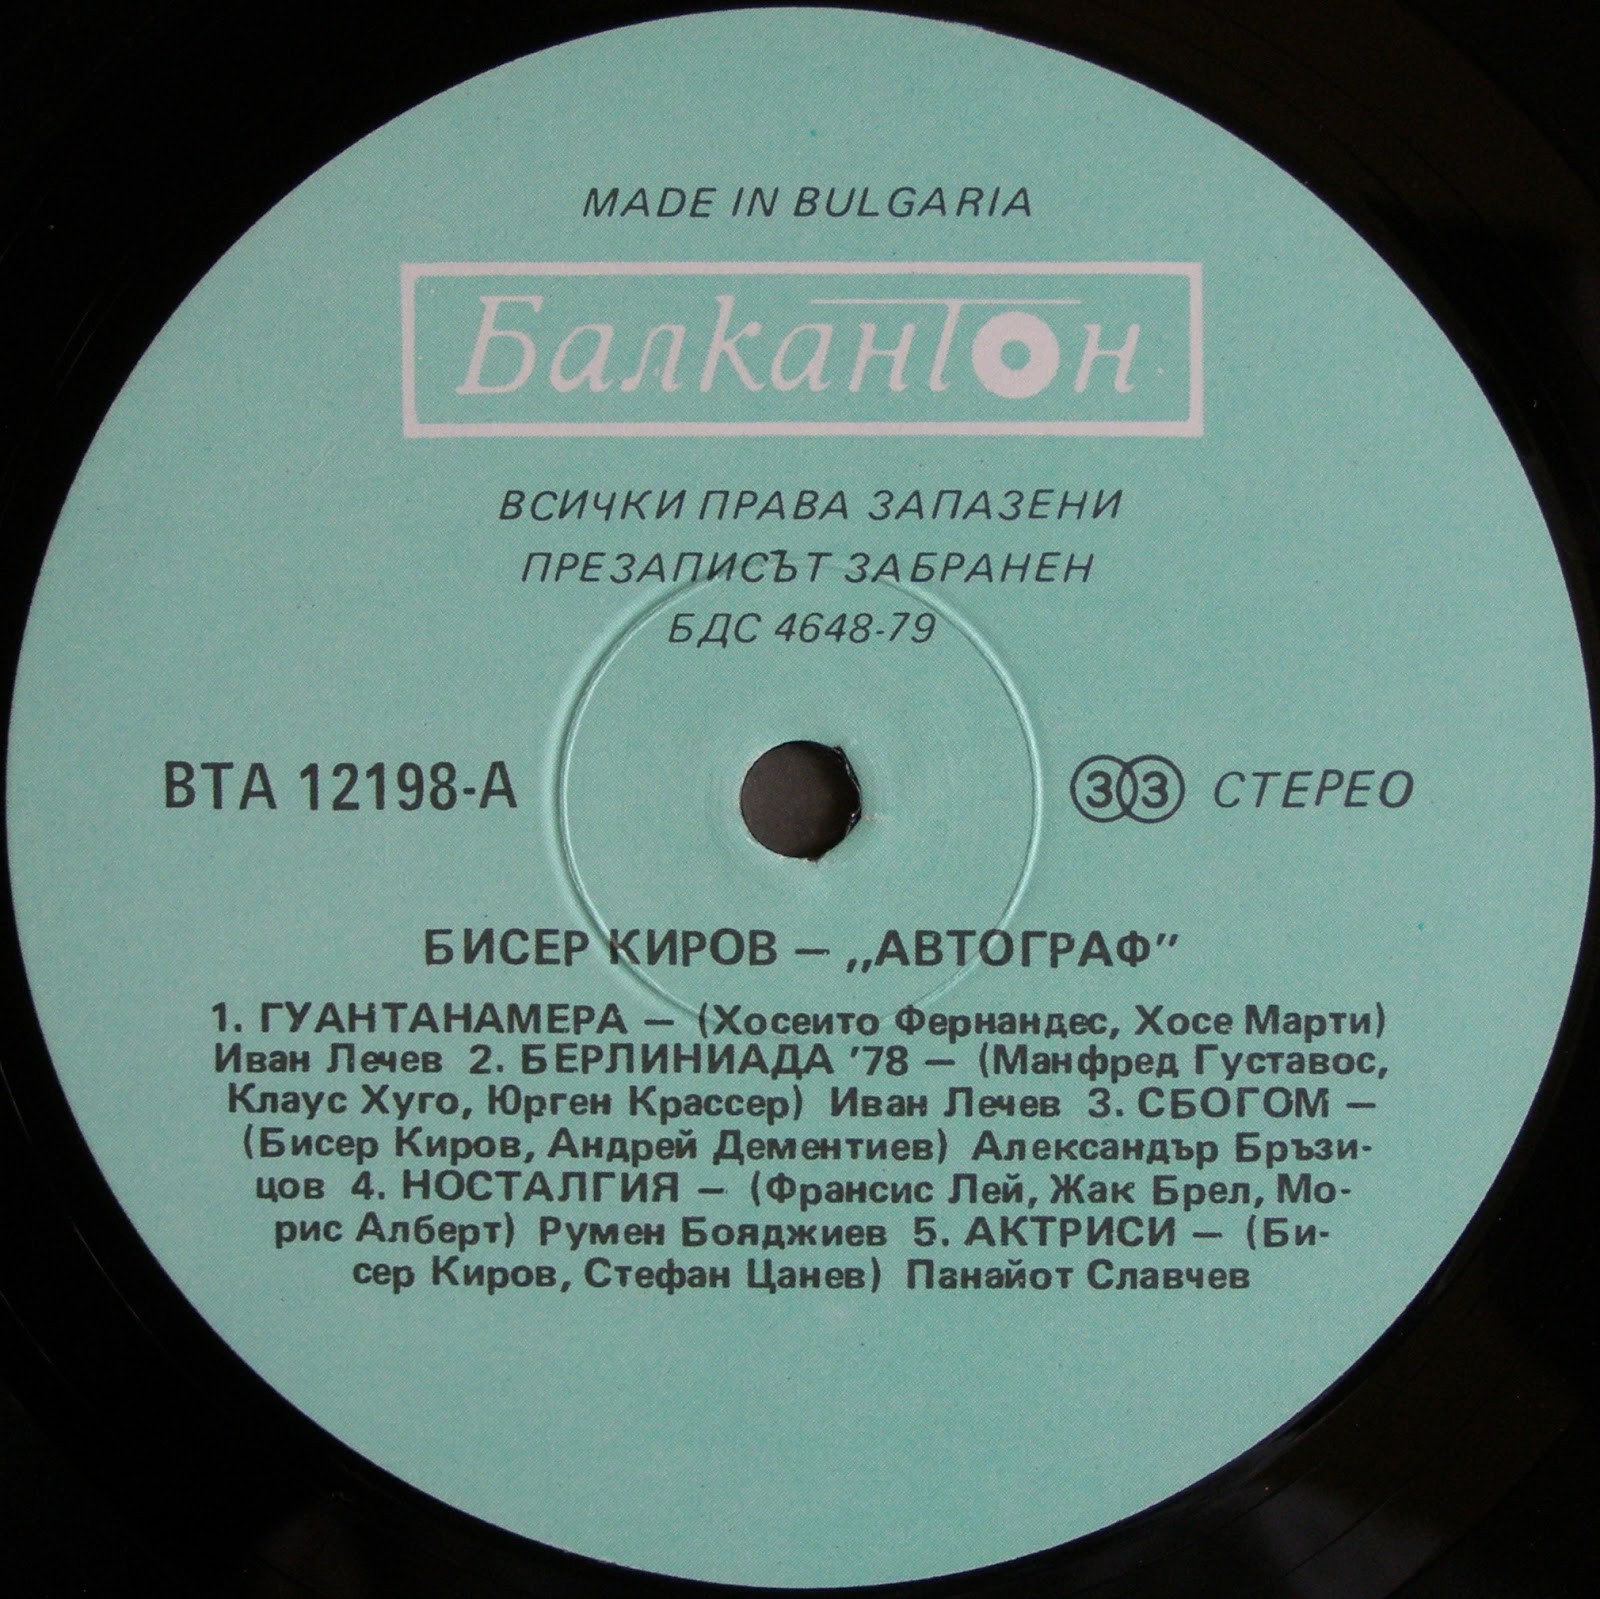 MADE IN BULGARIA
Балкантон
ВСИЧКИ ПРАВА ЗАПАЗЕНИ
ПРЕЗАПИСЪТ ЗАБРАНЕН
БДС 4648-79
ВТА 12198-А 33 СТЕРЕО
БИСЕР КИРОВ — „АВТОГРАФ”
1. ГУАНТАНАМЕРА — (Хосеито Фернандес, Хосе Марти)
Иван Лечев 2. БЕРЛИНИАДА '78 — (Манфред Густавос,
Клаус Хуго, Юрген Крассер) Иван Лечев 3. СБОГОМ —
(Бисер Киров, Андрей Дементиев) Александър Бръзи-
цов 4. НОСТАЛГИЯ — (Франсис Лей, Жак Брел, Мо-
рис Алберт) Румен Бояджиев 5. АКТРИСИ — (Би-
сер Киров, Стефан Цанев) Панайот Славчев